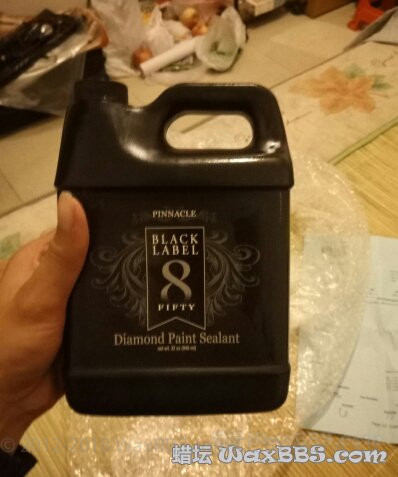 PINNACLE
BLACK
LABEL
8
FIFTY
Diamond Paint Sealant
蜡坛 WaxBBS.com